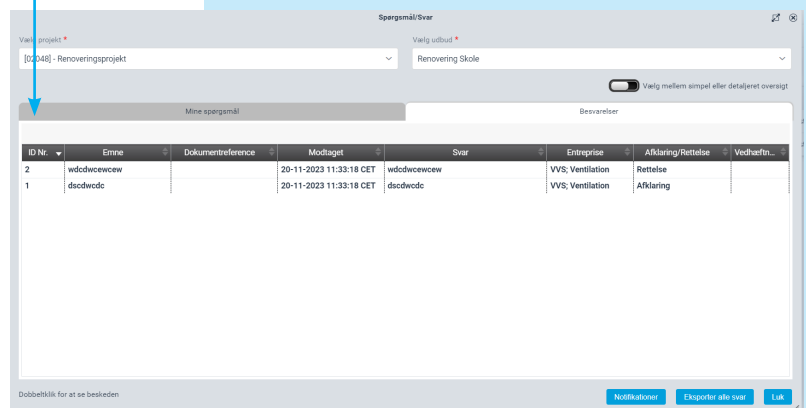 Spørgsmål/Svar
Vælg projekt * Vælg udbud *
[02048] - Renoveringsprojekt Renovering Skole
Vælg mellem simpel eller detaljeret oversigt
Mine spørgsmål Besvarelser
ID Nr. Emne Dokumentreference Modtaget Svar Entreprise Afklaring/Rettelse Vedhæftn...
2 wdcdwcewcew 20-11-2023 11:33:18 CET wdcdwcewcew VVS; Ventilation Rettelse
1 dscdwcdc 20-11-2023 11:33:18 CET dscdwcdc VVS; Ventilation Afklaring
Dobbeltklik for at se beskeden Notifikationer Eksporter alle svar Luk